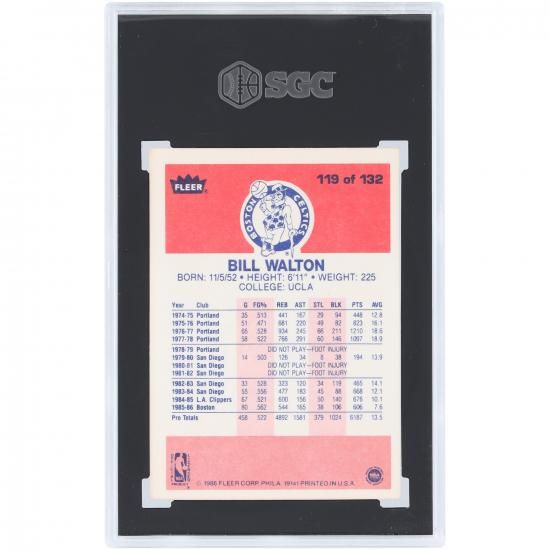 SGC
FLEER
119 of 132
BOSTON CELTICS
BILL WALTON
BORN: 11/5/52 • HEIGHT: 6'11" • WEIGHT: 225
COLLEGE: UCLA
Year Club G FG% REB AST STL BLK PTS AVG
1974-75 Portland 35 .513 441 167 29 94 448 12.8
1975-76 Portland 51 .471 681 220 49 82 823 16.1
1976-77 Portland 65 .528 934 245 66 211 1210 18.6
1977-78 Portland 58 .522 766 291 60 146 1097 18.9
1978-79 Portland DID NOT PLAY—FOOT INJURY
1979-80 San Diego 14 .503 126 34 8 38 194 13.9
1980-81 San Diego DID NOT PLAY—FOOT INJURY
1981-82 San Diego DID NOT PLAY—FOOT INJURY
1982-83 San Diego 33 .528 323 120 34 119 465 14.1
1983-84 San Diego 55 .556 477 183 45 88 668 12.1
1984-85 L.A. Clippers 67 .521 600 156 50 140 676 10.1
1985-86 Boston 80 .562 544 165 38 106 606 7.6
Pro Totals 458 .522 4892 1581 379 1024 6187 13.5
NBA
© 1986 FLEER CORP. PHILA. 19141 PRINTED IN U.S.A.